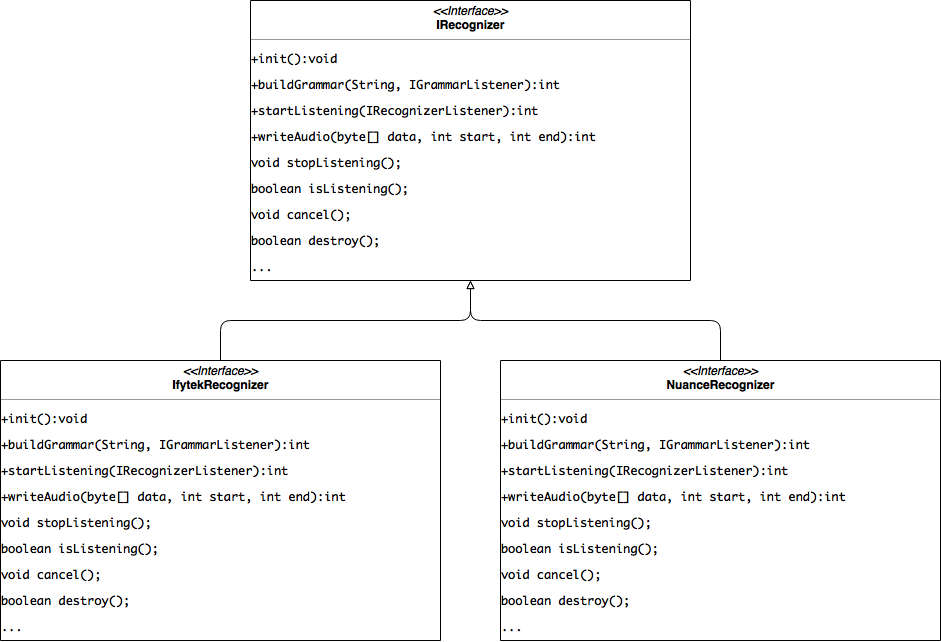 <<Interface>>
IRecognizer
+init():void
+buildGrammar(String, IGrammarListener):int
+startListening(IRecognizerListener):int
+writeAudio(byte[] data, int start, int end):int
void stopListening();
boolean isListening();
void cancel();
boolean destroy();
...
<<Interface>>
IfytekRecognizer
+init():void
+buildGrammar(String, IGrammarListener):int
+startListening(IRecognizerListener):int
+writeAudio(byte[] data, int start, int end):int
void stopListening();
boolean isListening();
void cancel();
boolean destroy();
...
<<Interface>>
NuanceRecognizer
+init():void
+buildGrammar(String, IGrammarListener):int
+startListening(IRecognizerListener):int
+writeAudio(byte[] data, int start, int end):int
void stopListening();
boolean isListening();
void cancel();
boolean destroy();
...